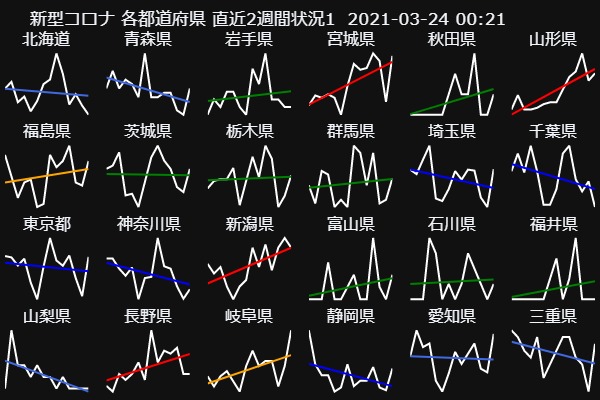 新型コロナ 各都道府県 直近2週間状況1 2021-03-24 00:21
北海道 青森県 岩手県 宮城県 秋田県 山形県
福島県 茨城県 栃木県 群馬県 埼玉県 千葉県
東京都 神奈川県 新潟県 富山県 石川県 福井県
山梨県 長野県 岐阜県 静岡県 愛知県 三重県